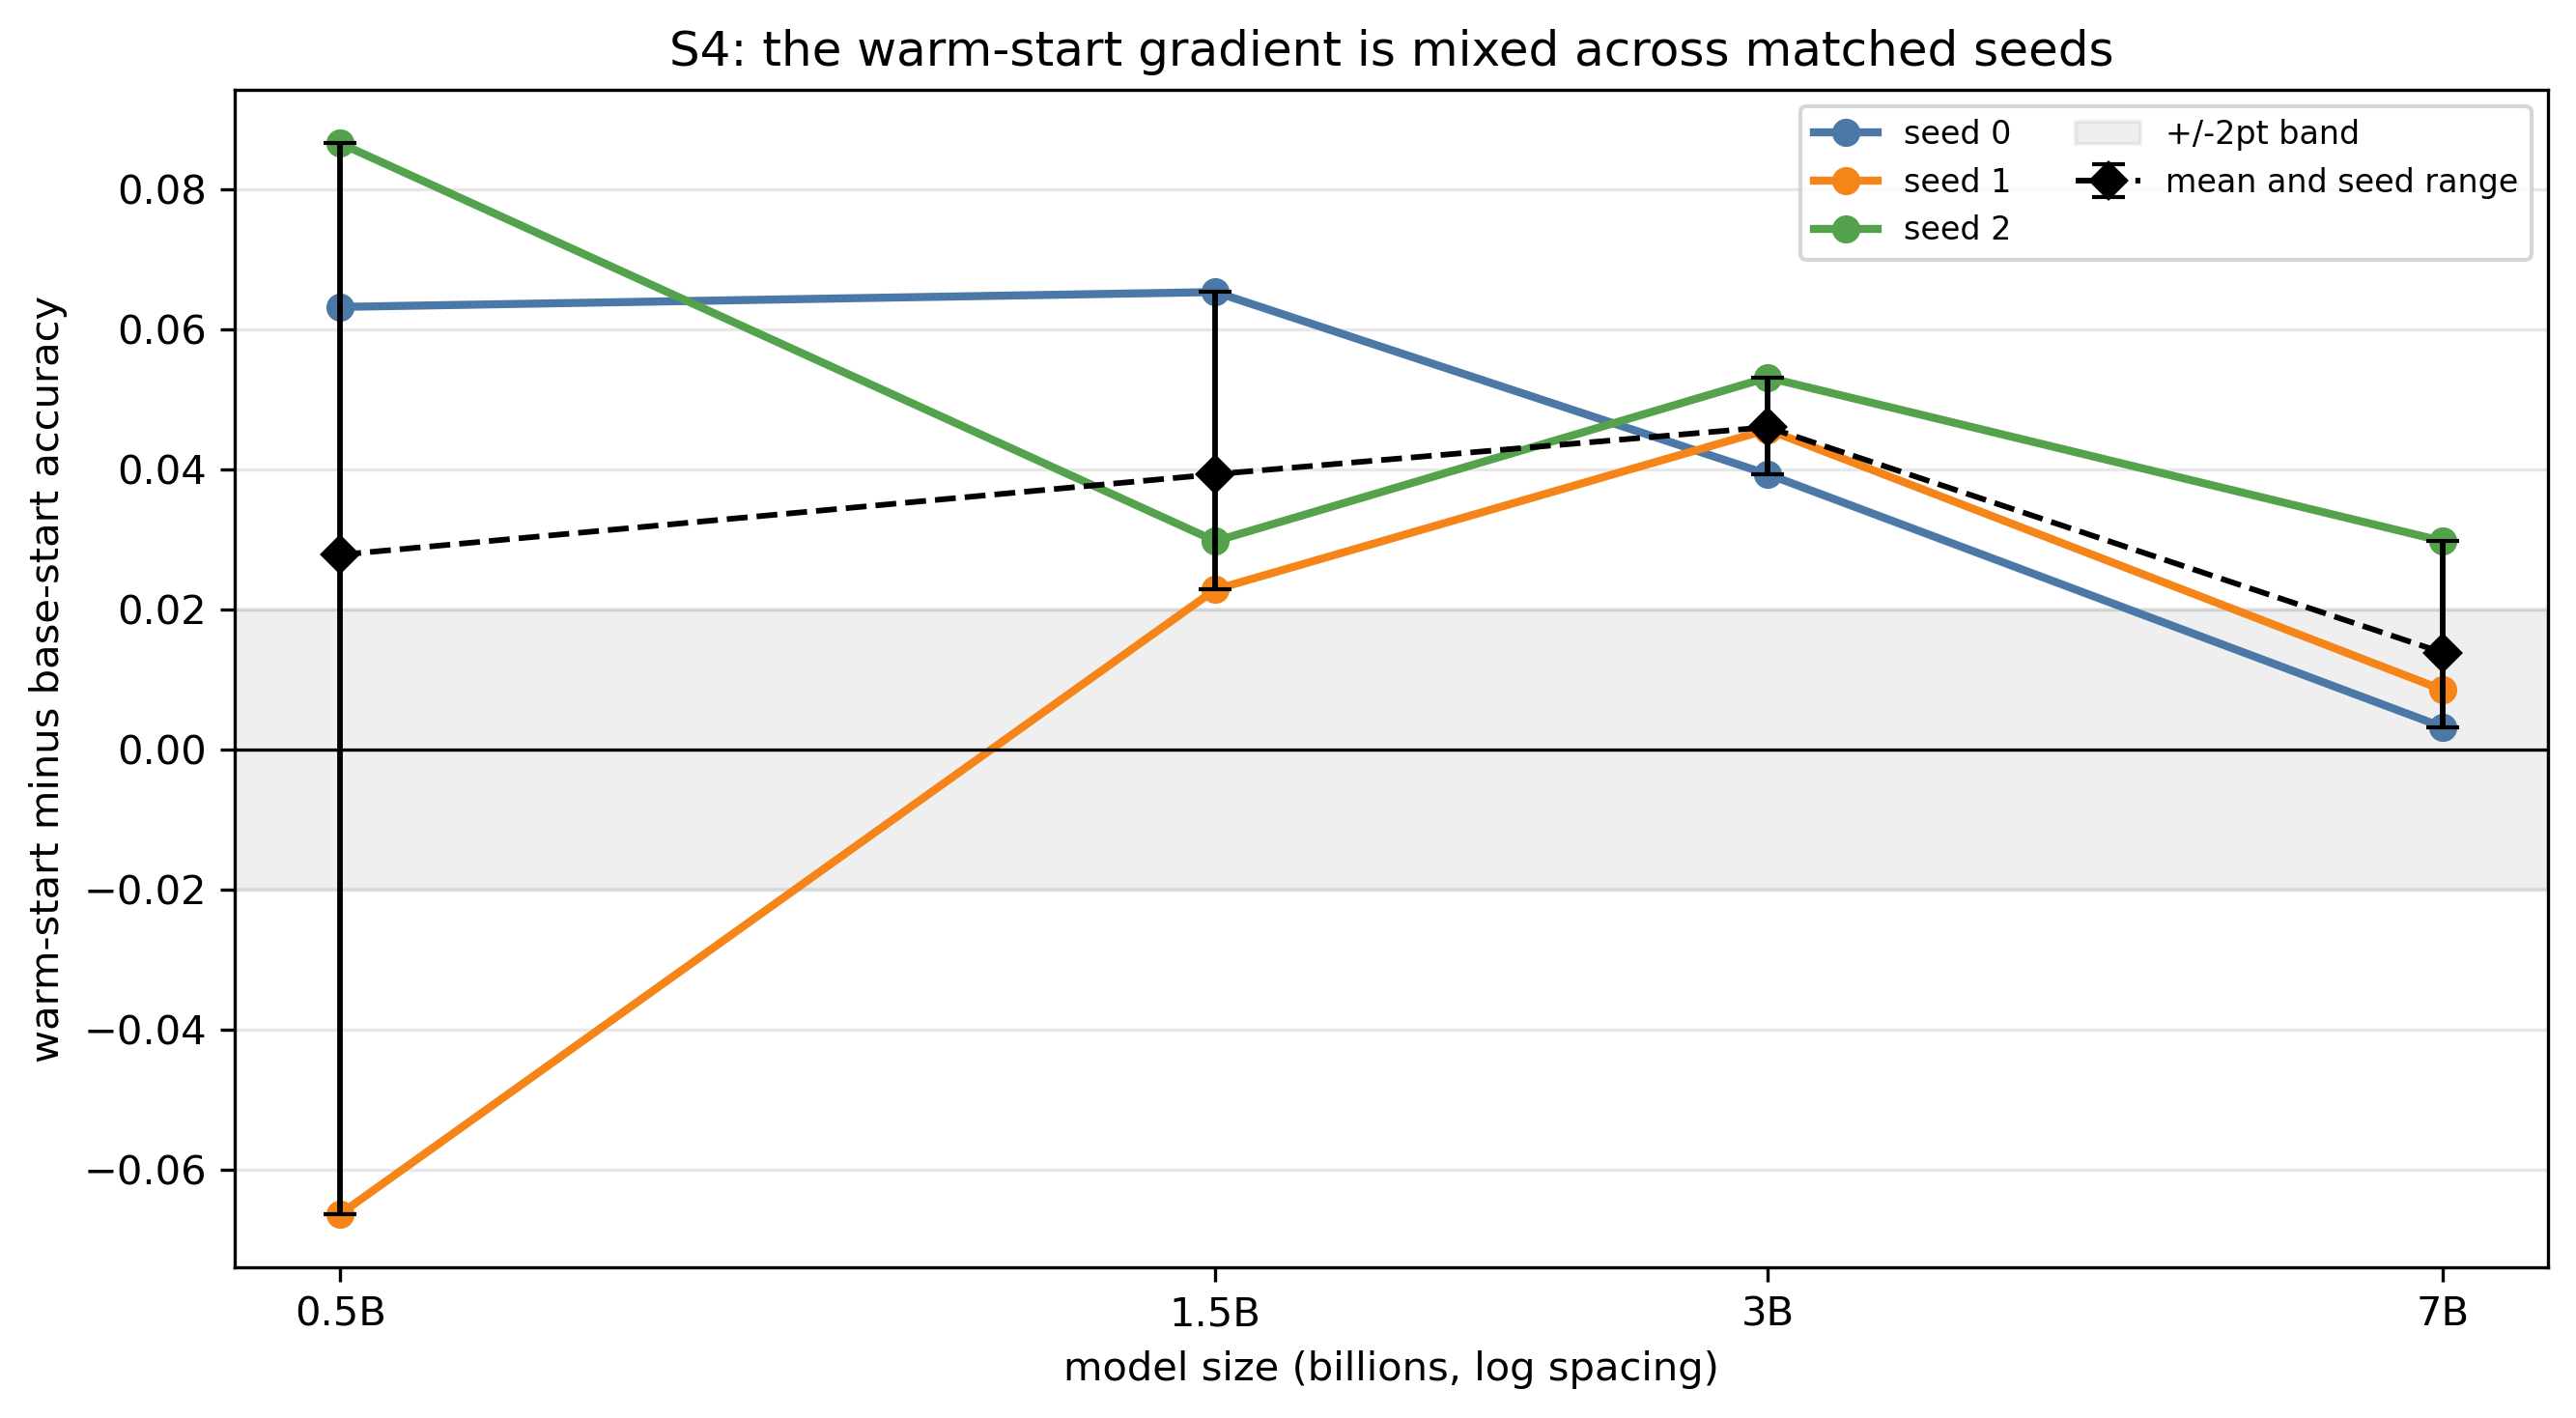 S4: the warm-start gradient is mixed across matched seeds
seed 0
seed 1
seed 2
+/-2pt band
mean and seed range
warm-start minus base-start accuracy
0.08
0.06
0.04
0.02
0.00
−0.02
−0.04
−0.06
0.5B
1.5B
3B
7B
model size (billions, log spacing)